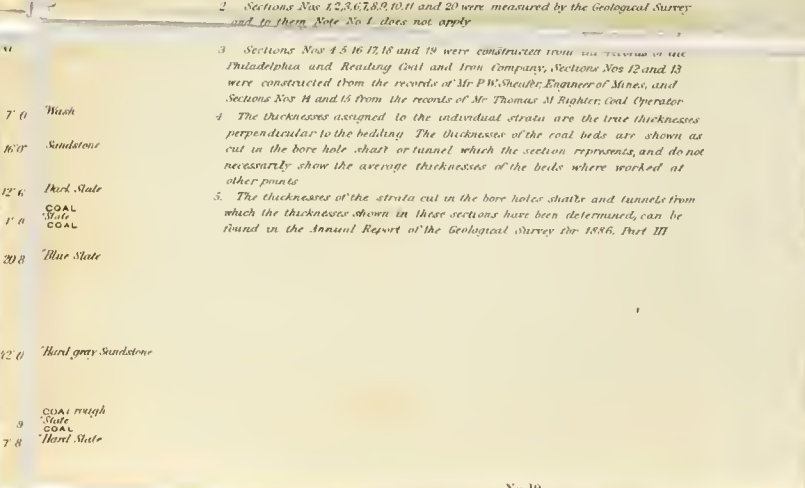 2 Sections Nos 1,2,3,6,7,8,9,10,11 and 20 were measured by the Geological Survey
and to them Note No 1 does not apply
3 Sections Nos 4 5 16 17,18 and 19 were constructed from the records of the
Philadelphia and Reading Coal and Iron Company, Sections Nos 12 and 13
were constructed from the records of Mr P.W.Sheafer, Engineer of Mines, and
Sections Nos 14 and 15 from the records of Mr Thomas M Righter, Coal Operator
4 The thicknesses assigned to the individual strata are the true thicknesses
perpendicular to the bedding The thicknesses of the coal beds are shown as
cut in the bore hole shaft or tunnel which the section represents, and do not
necessarily show the average thicknesses of the beds where worked at
other points
5. The thicknesses of the strata cut in the bore holes shafts and tunnels from
which the thicknesses shown in these sections have been determined, can be
found in the Annual Report of the Geological Survey for 1886, Part III
7' 0 Wash
16'0" Sandstone
12' 6" Dark Slate
COAL
1' 8 Slate
COAL
20 8 Blue Slate
42' 0 Hard gray Sandstone
COAL rough
9 Slate
COAL
7' 8 Hard Slate